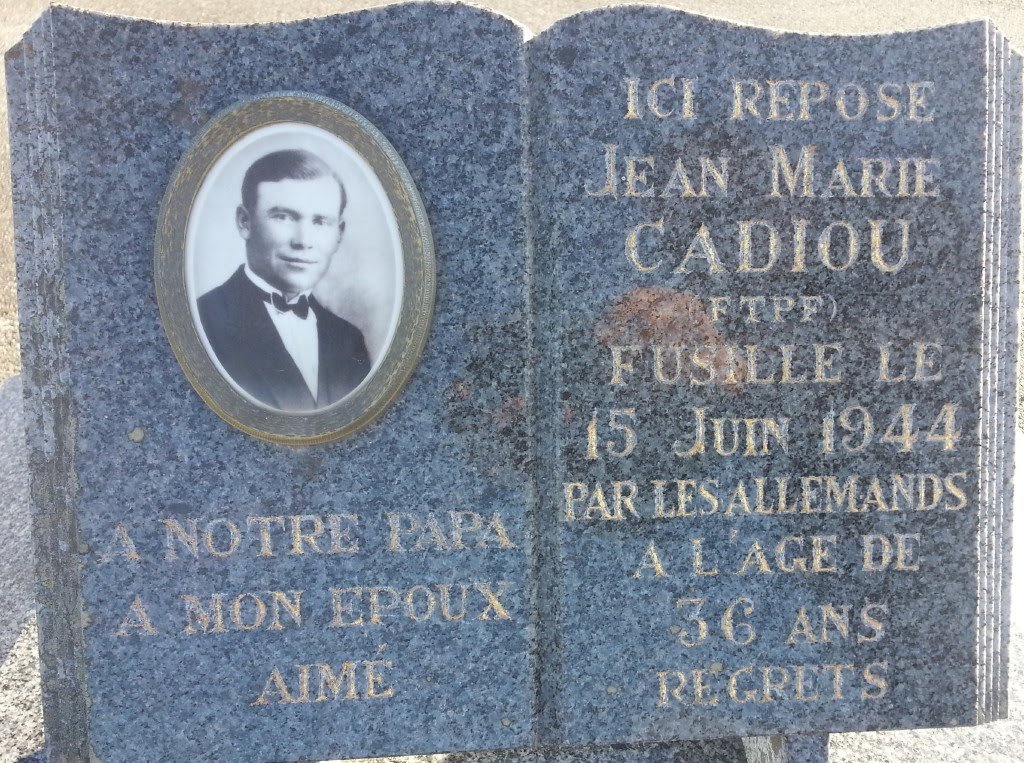 A NOTRE PAPA
A MON EPOUX
AIMÉ
ICI REPOSE
JEAN MARIE
CADIOU
(FTPF)
FUSILLE LE
15 JUIN 1944
PAR LES ALLEMANDS
A L'AGE DE
36 ANS
REGRETS